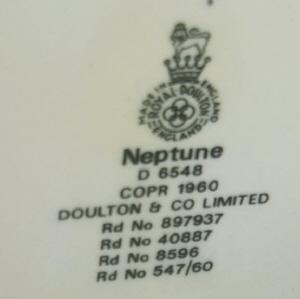 MADE IN ENGLAND
ROYAL DOULTON
ENGLAND
Neptune
D 6548
COPR 1960
DOULTON & CO LIMITED
Rd No 897937
Rd No 40887
Rd No 8596
Rd No 547/60